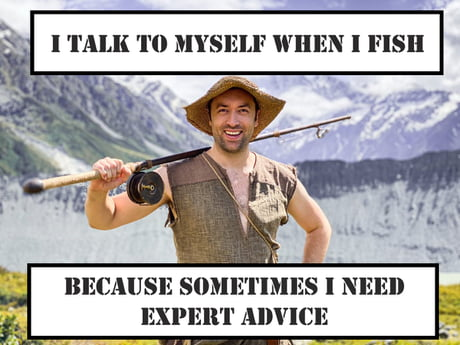 I TALK TO MYSELF WHEN I FISH
BECAUSE SOMETIMES I NEED
EXPERT ADVICE